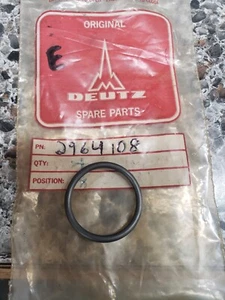 ORIGINAL
E
DEUTZ
SPARE PARTS
PN: 2964108
QTY:
POSITION: